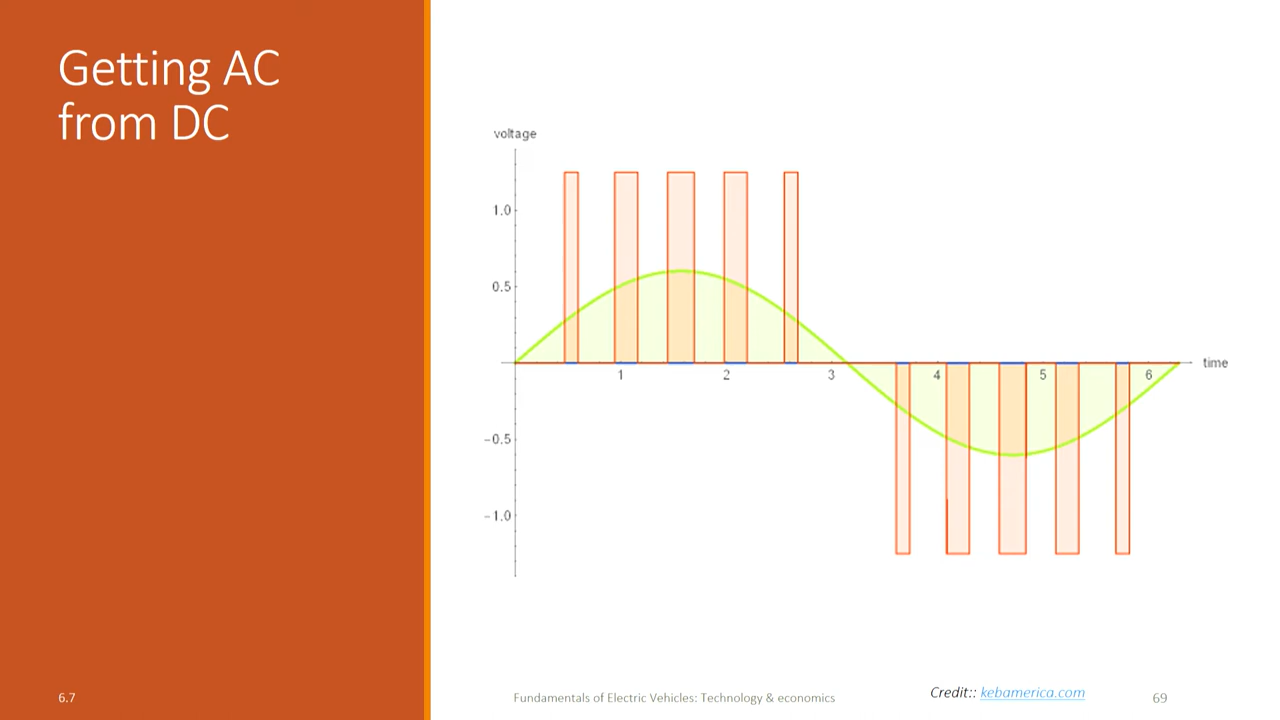 Getting AC
from DC
voltage
1.0
0.5
−0.5
−1.0
1 2 3 4 5 6
time
6.7
Fundamentals of Electric Vehicles: Technology & economics
Credit:: kebamerica.com
69